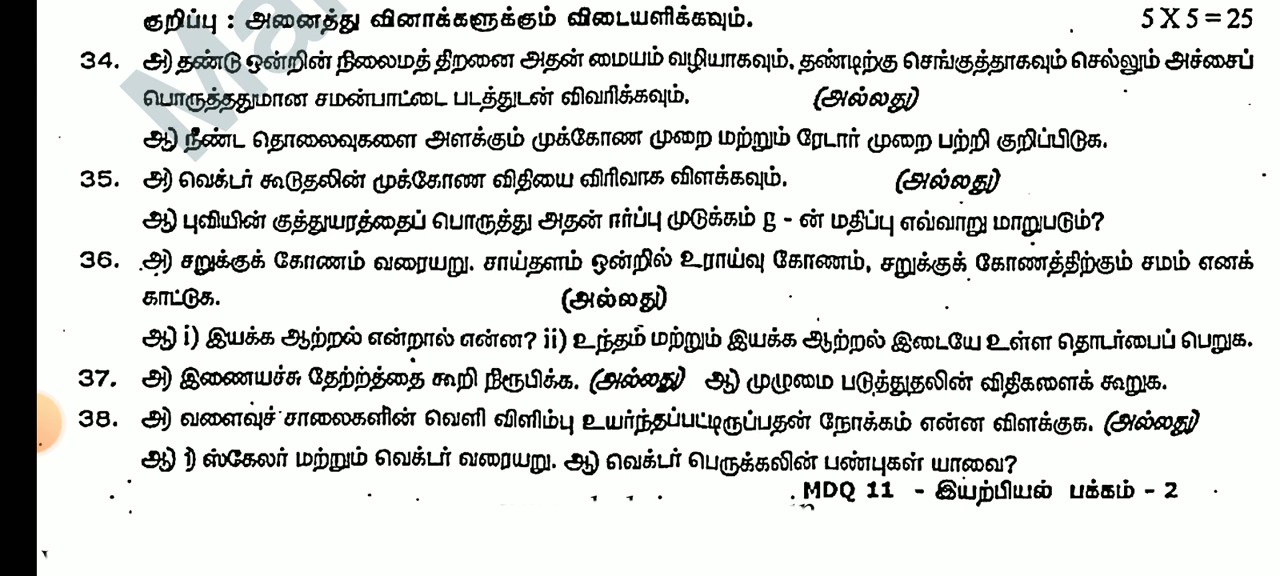 குறிப்பு : அனைத்து வினாக்களுக்கும் விடையளிக்கவும். 5 X 5 = 25
34. அ) தண்டு ஒன்றின் நிலைமத் திறனை அதன் மையம் வழியாகவும், தண்டிற்கு செங்குத்தாகவும் செல்லும் அச்சைப்
பொருத்ததுமான சமன்பாட்டை படத்துடன் விவரிக்கவும். (அல்லது)
ஆ) நீண்ட தொலைவுகளை அளக்கும் முக்கோண முறை மற்றும் ரேடார் முறை பற்றி குறிப்பிடுக.
35. அ) வெக்டர் கூடுதலின் முக்கோண விதியை விரிவாக விளக்கவும். (அல்லது)
ஆ) புவியின் குத்துயரத்தைப் பொருத்து அதன் ஈர்ப்பு முடுக்கம் g - ன் மதிப்பு எவ்வாறு மாறுபடும்?
36. அ) சறுக்குக் கோணம் வரையறு. சாய்தளம் ஒன்றில் உராய்வு கோணம், சறுக்குக் கோணத்திற்கும் சமம் எனக்
காட்டுக. (அல்லது)
ஆ) i) இயக்க ஆற்றல் என்றால் என்ன? ii) உந்தம் மற்றும் இயக்க ஆற்றல் இடையே உள்ள தொடர்பைப் பெறுக.
37. அ) இணையச்சு தேற்றத்தை கூறி நிரூபிக்க. (அல்லது) ஆ) முழுமை படுத்துதலின் விதிகளைக் கூறுக.
38. அ) வளைவுச் சாலைகளின் வெளி விளிம்பு உயர்ந்தப்பட்டிருப்பதன் நோக்கம் என்ன விளக்குக. (அல்லது)
ஆ) i) ஸ்கேலர் மற்றும் வெக்டர் வரையறு. ஆ) வெக்டர் பெருக்கலின் பண்புகள் யாவை?
MDQ 11 - இயற்பியல் பக்கம் - 2